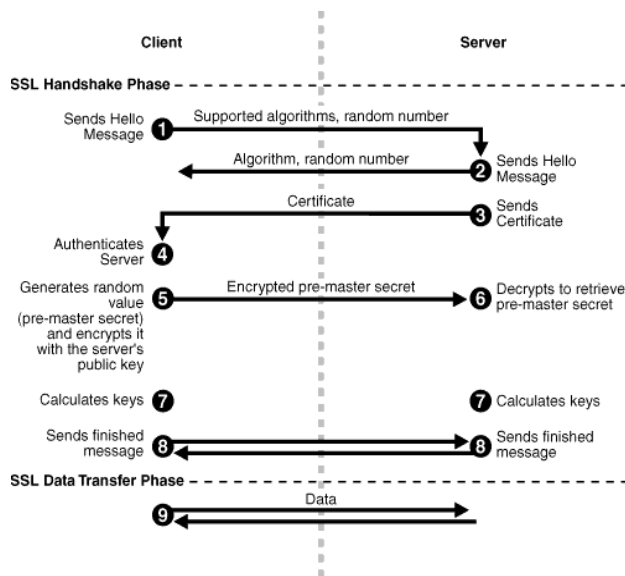 Client
Server
SSL Handshake Phase
Sends Hello
Message
1
Supported algorithms, random number
Algorithm, random number
2
Sends Hello
Message
Certificate
3
Sends
Certificate
Authenticates
Server
4
Generates random
value
(pre-master secret)
and encrypts it
with the server's
public key
5
Encrypted pre-master secret
6
Decrypts to retrieve
pre-master secret
Calculates keys
7
7
Calculates keys
Sends finished
message
8
8
Sends finished
message
SSL Data Transfer Phase
9
Data